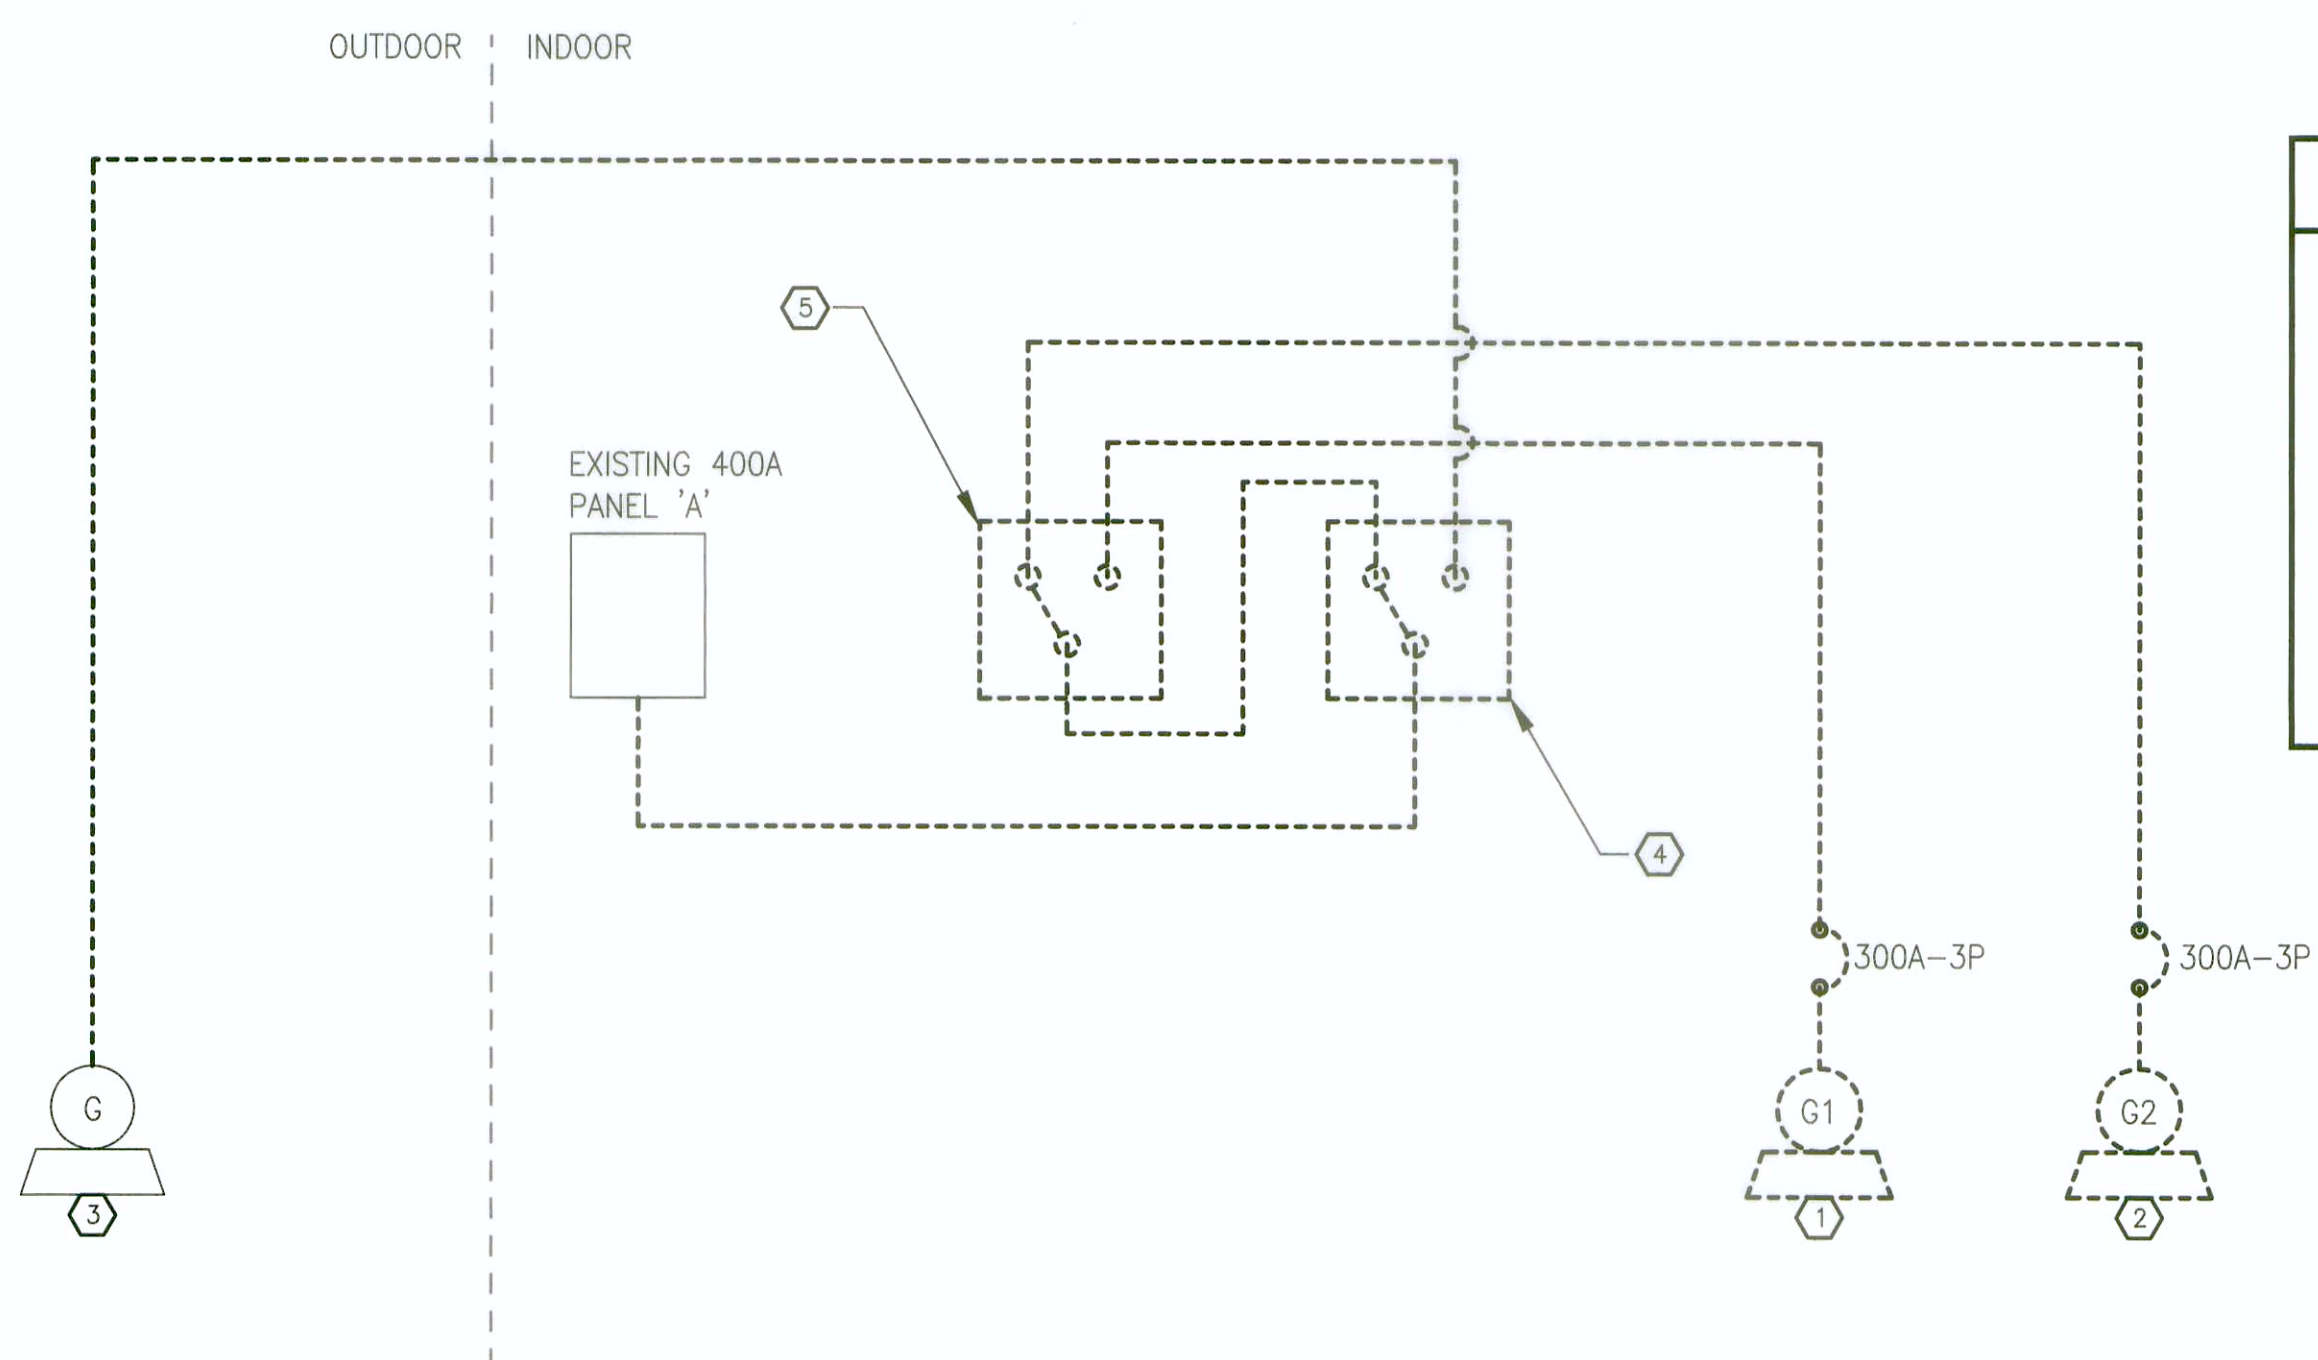 OUTDOOR
INDOOR
5
EXISTING 400A
PANEL 'A'
4
300A-3P
300A-3P
G
G1
G2
3
1
2